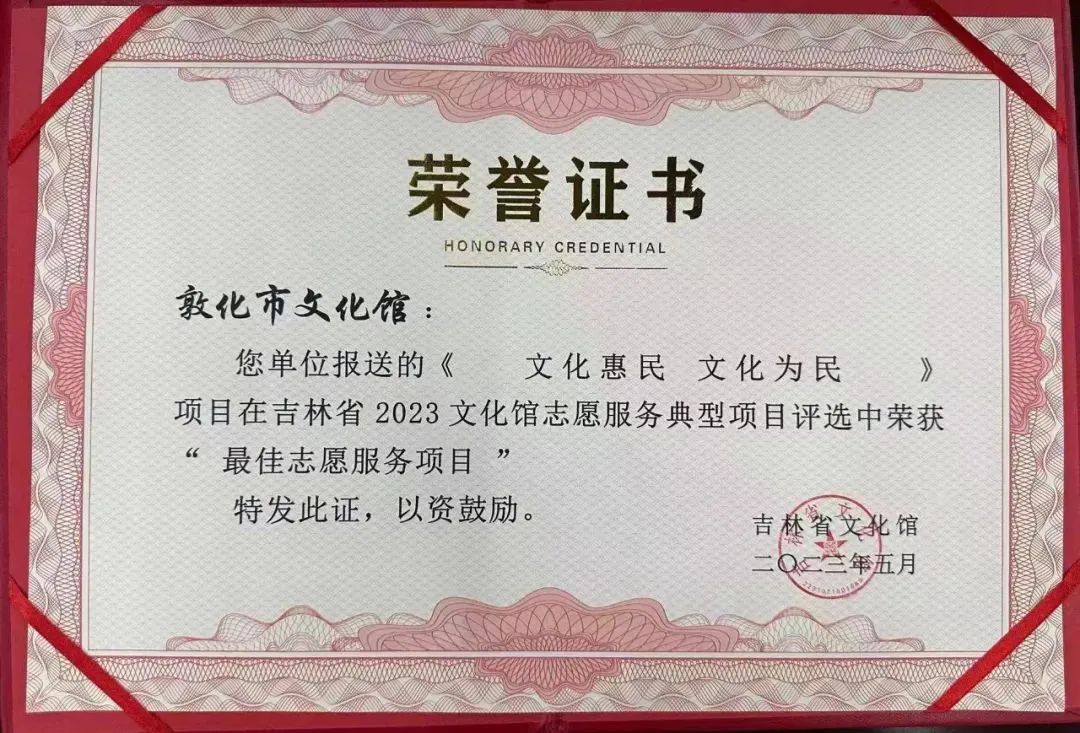 荣誉证书
HONORARY CREDENTIAL
敦化市文化馆：
您单位报送的《 文化惠民 文化为民 》
项目在吉林省2023文化馆志愿服务典型项目评选中荣获
“ 最佳志愿服务项目 ”
特发此证，以资鼓励。
吉林省文化馆
二〇二三年五月